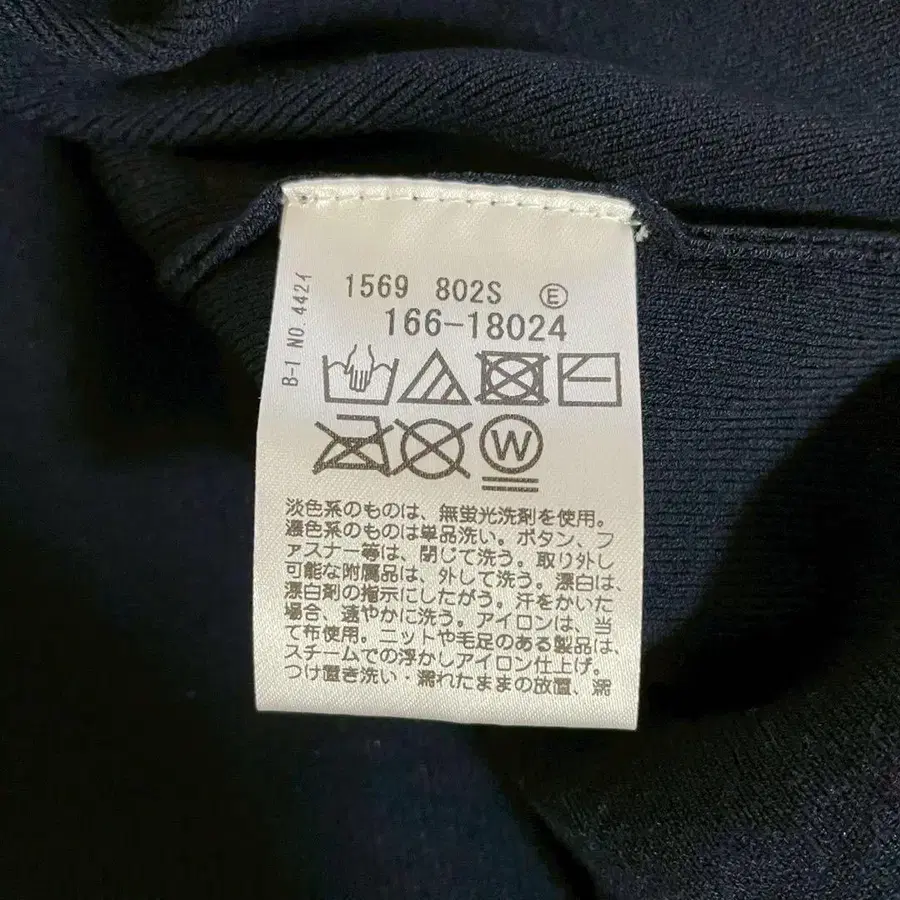 1569 802S Ⓔ
166-18024
B-1 NO. 442イ
W
淡色系のものは、無蛍光洗剤を使用。
濃色系のものは単品洗い。ボタン、フ
ァスナー等は、閉じて洗う。取り外し
可能な附属品は、外して洗う。漂白は、
漂白剤の指示にしたがう。汗をかいた
場合、速やかに洗う。アイロンは、当
て布使用。ニットや毛足のある製品は、
スチームでの浮かしアイロン仕上げ。
つけ置き洗い・濡れたままの放置、濡